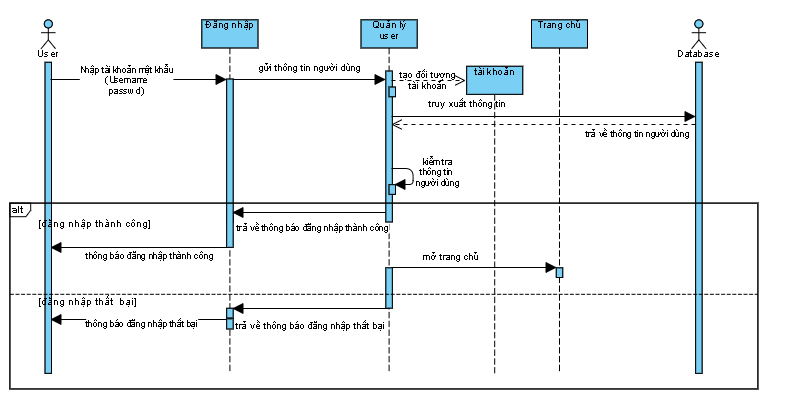 Đăng nhập
Quản lý
user
Trang chủ
User
Database
Nhập tài khoản mật khẩu
(Username
passwd)
gửi thông tin người dùng
tạo đối tượng
tài khoản
tài khoản
truy xuất thông tin
trả về thông tin người dùng
kiểm tra
thông tin
người dùng
alt
[đăng nhập thành công]
trả về thông báo đăng nhập thành công
thông báo đăng nhập thành công
mở trang chủ
[đăng nhập thất bại]
thông báo đăng nhập thất bại
trả về thông báo đăng nhập thất bại